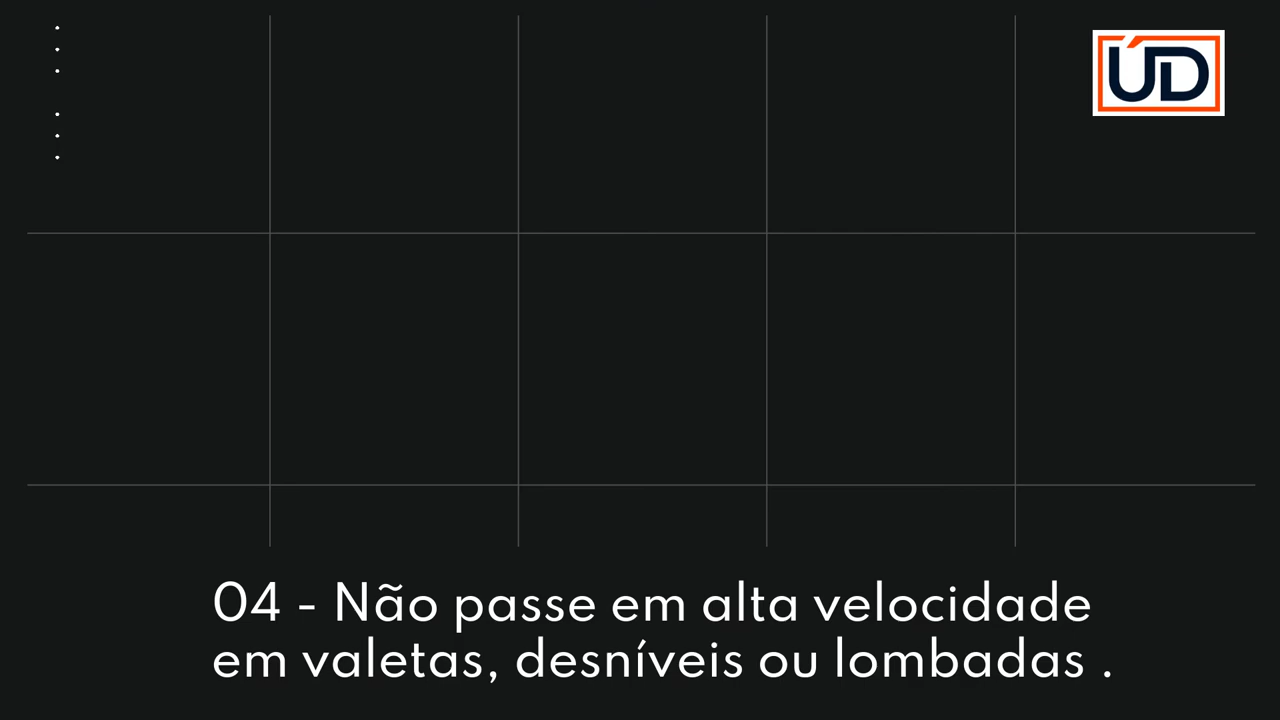 ÚD
04 - Não passe em alta velocidade
em valetas, desníveis ou lombadas .